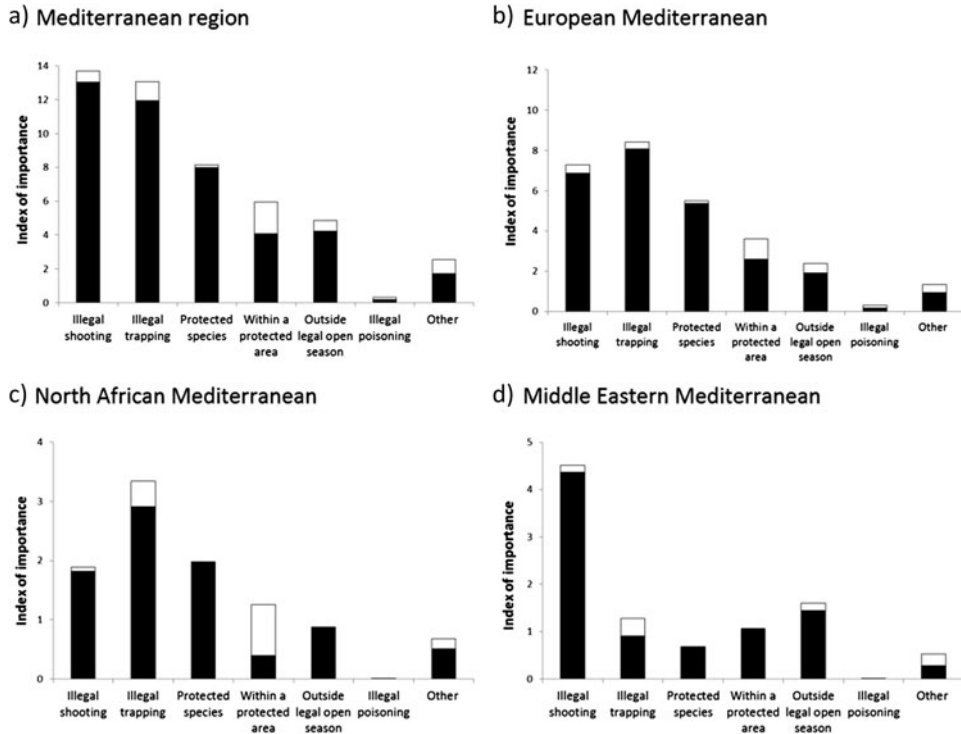 a) Mediterranean region
14
12
10
8
6
4
2
0
Index of importance
Illegal shooting
Illegal trapping
Protected species
Within a protected area
Outside legal open season
Illegal poisoning
Other
b) European Mediterranean
12
10
8
6
4
2
0
Index of importance
Illegal shooting
Illegal trapping
Protected species
Within a protected area
Outside legal open season
Illegal poisoning
Other
c) North African Mediterranean
4
3
2
1
0
Index of importance
Illegal shooting
Illegal trapping
Protected species
Within a protected area
Outside legal open season
Illegal poisoning
Other
d) Middle Eastern Mediterranean
5
4
3
2
1
0
Index of importance
Illegal shooting
Illegal trapping
Protected species
Within a protected area
Outside legal open season
Illegal poisoning
Other